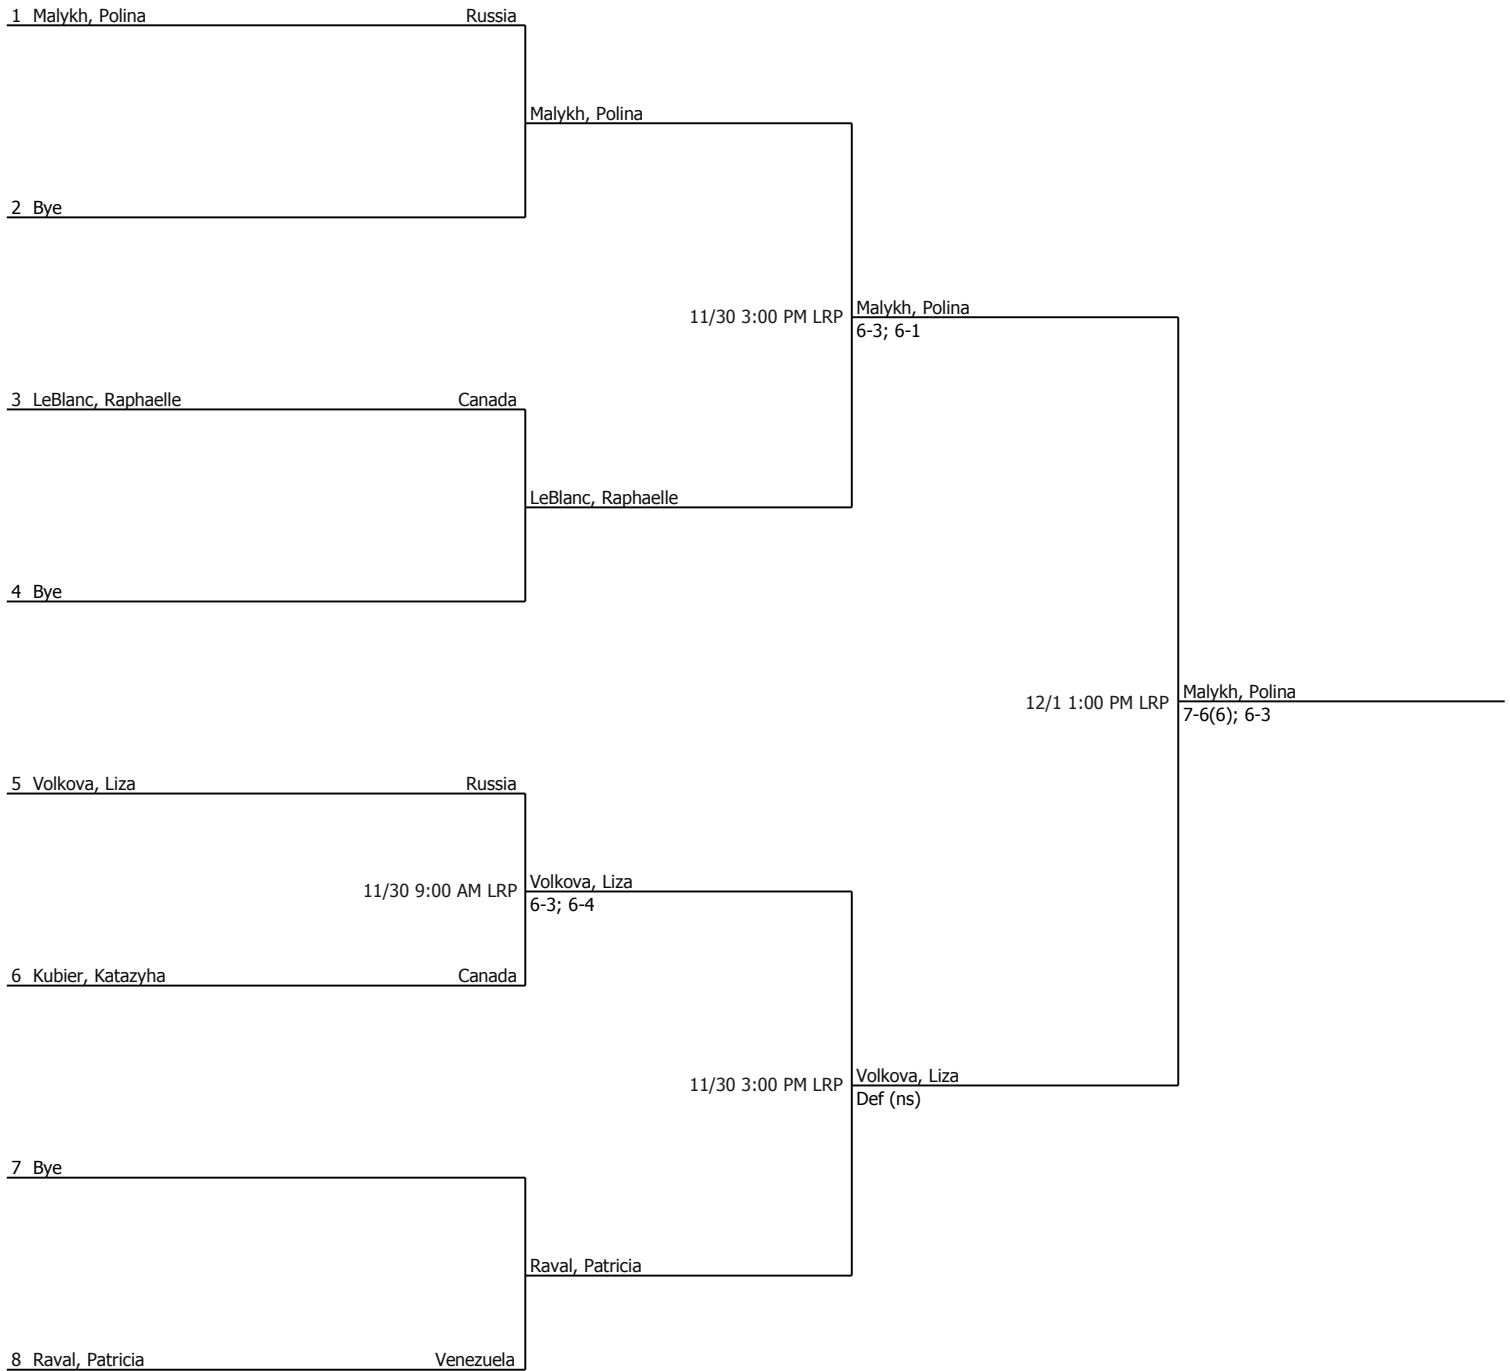 1 Malykh, Polina Russia
Malykh, Polina
2 Bye
11/30 3:00 PM LRP Malykh, Polina
6-3; 6-1
3 LeBlanc, Raphaelle Canada
LeBlanc, Raphaelle
4 Bye
12/1 1:00 PM LRP Malykh, Polina
7-6(6); 6-3
5 Volkova, Liza Russia
11/30 9:00 AM LRP Volkova, Liza
6-3; 6-4
6 Kubier, Katazyha Canada
11/30 3:00 PM LRP Volkova, Liza
Def (ns)
7 Bye
Raval, Patricia
8 Raval, Patricia Venezuela